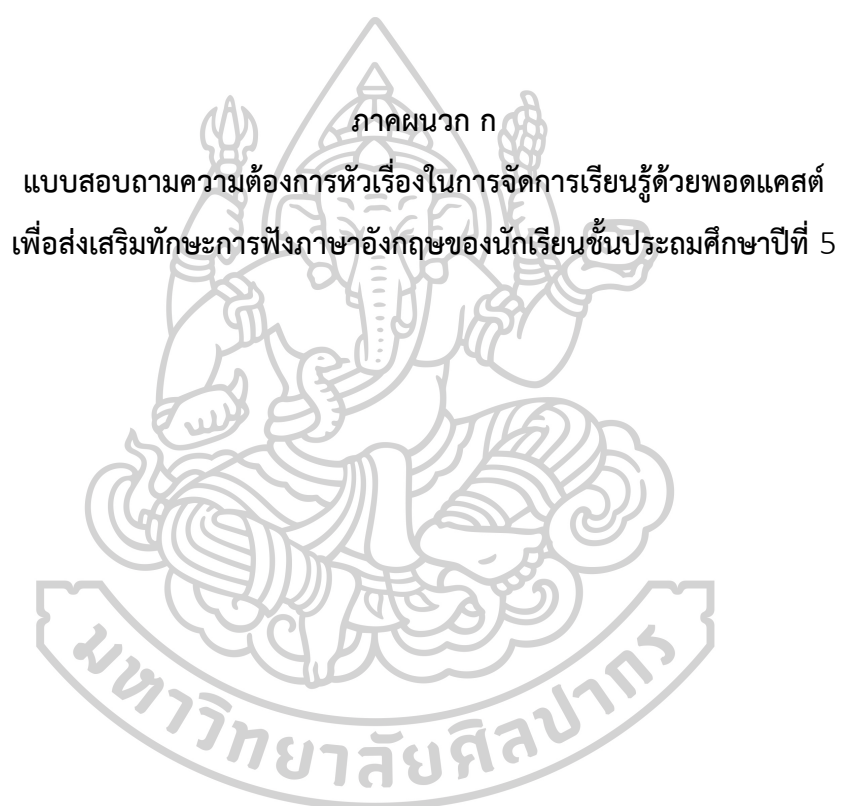 ภาคผนวก ก
แบบสอบถามความต้องการหัวเรื่องในการจัดการเรียนรู้ด้วยพอดแคสต์
เพื่อส่งเสริมทักษะการฟังภาษาอังกฤษของนักเรียนชั้นประถมศึกษาปีที่ 5
มหาวิทยาลัยศิลปากร